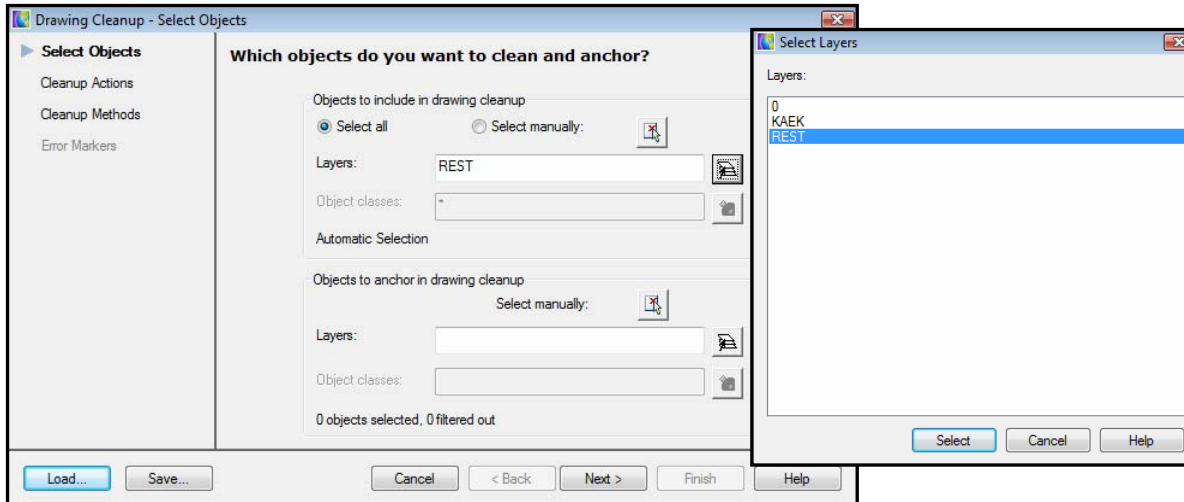 Drawing Cleanup - Select Objects
Select Objects
Cleanup Actions
Cleanup Methods
Error Markers
Which objects do you want to clean and anchor?
Objects to include in drawing cleanup
Select all Select manually:
Layers: REST
Object classes: *
Automatic Selection
Objects to anchor in drawing cleanup
Select manually:
Layers:
Object classes:
0 objects selected, 0 filtered out
Load... Save... Cancel < Back Next > Finish Help
Select Layers
Layers:
0
KAEK
REST
Select Cancel Help